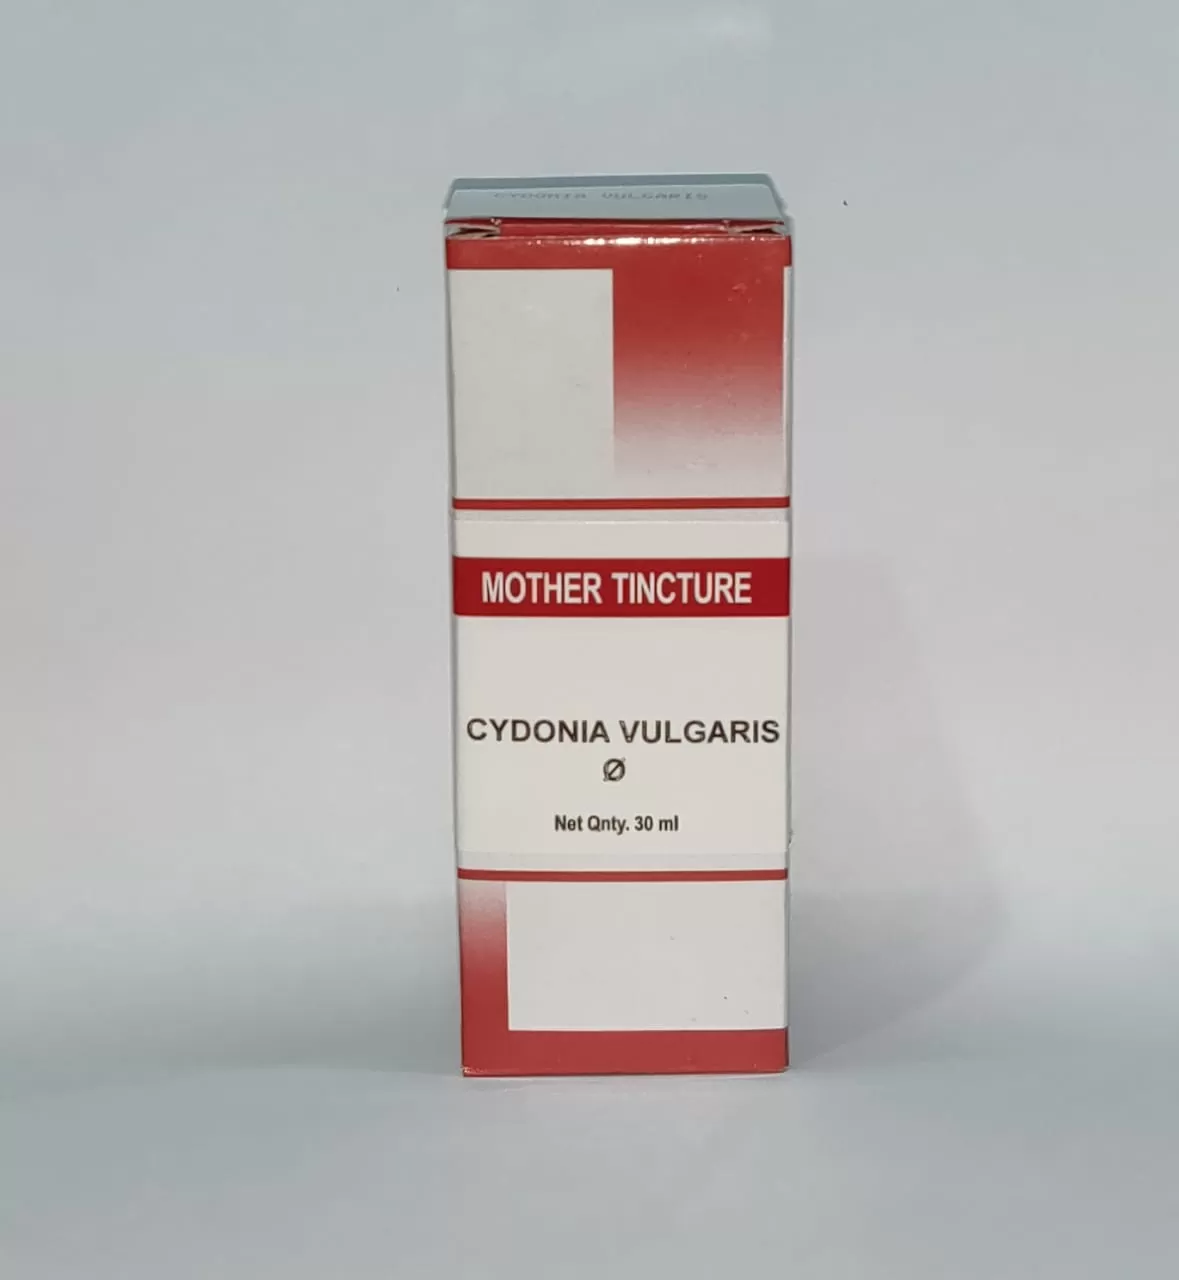 CYDONIA VULGARIS
MOTHER TINCTURE
CYDONIA VULGARIS
Ø
Net Qnty. 30 ml